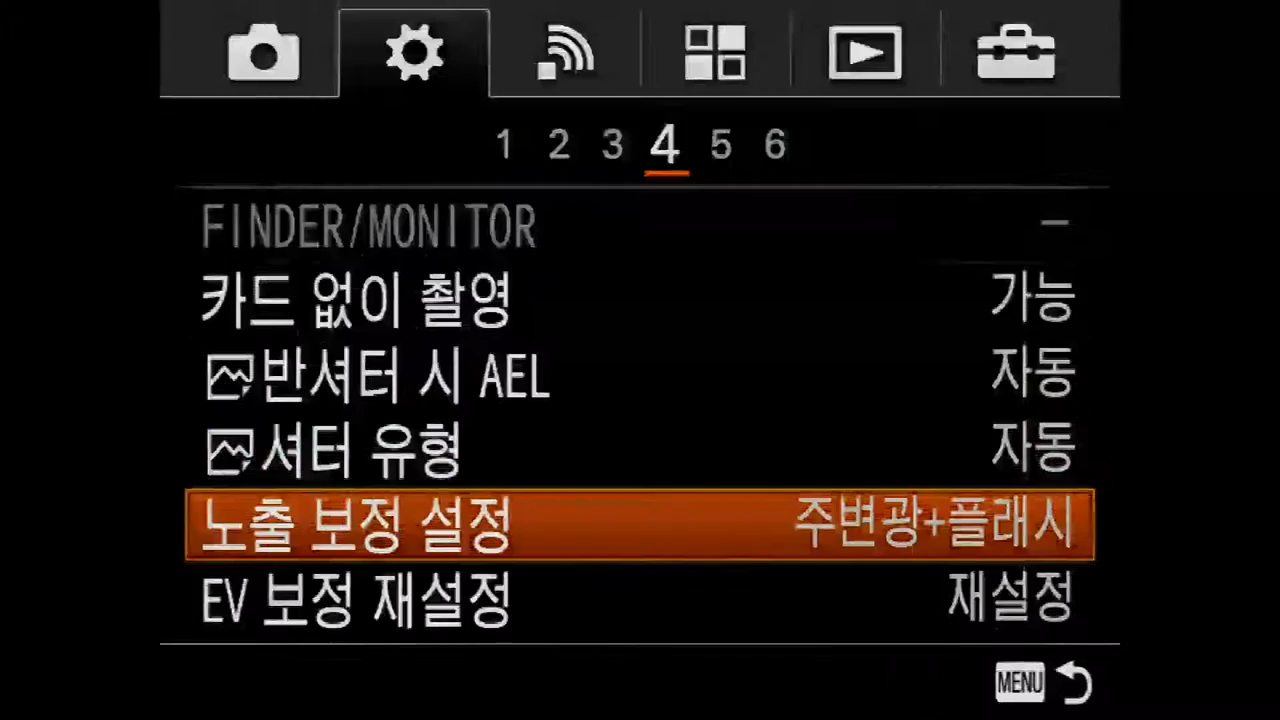 1 2 3 4 5 6
FINDER/MONITOR –
카드 없이 촬영 가능
반셔터 시 AEL 자동
셔터 유형 자동
노출 보정 설정 주변광+플래시
EV 보정 재설정 재설정
MENU